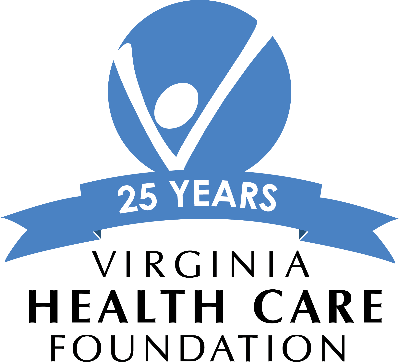 25 YEARS
VIRGINIA
HEALTH CARE
FOUNDATION